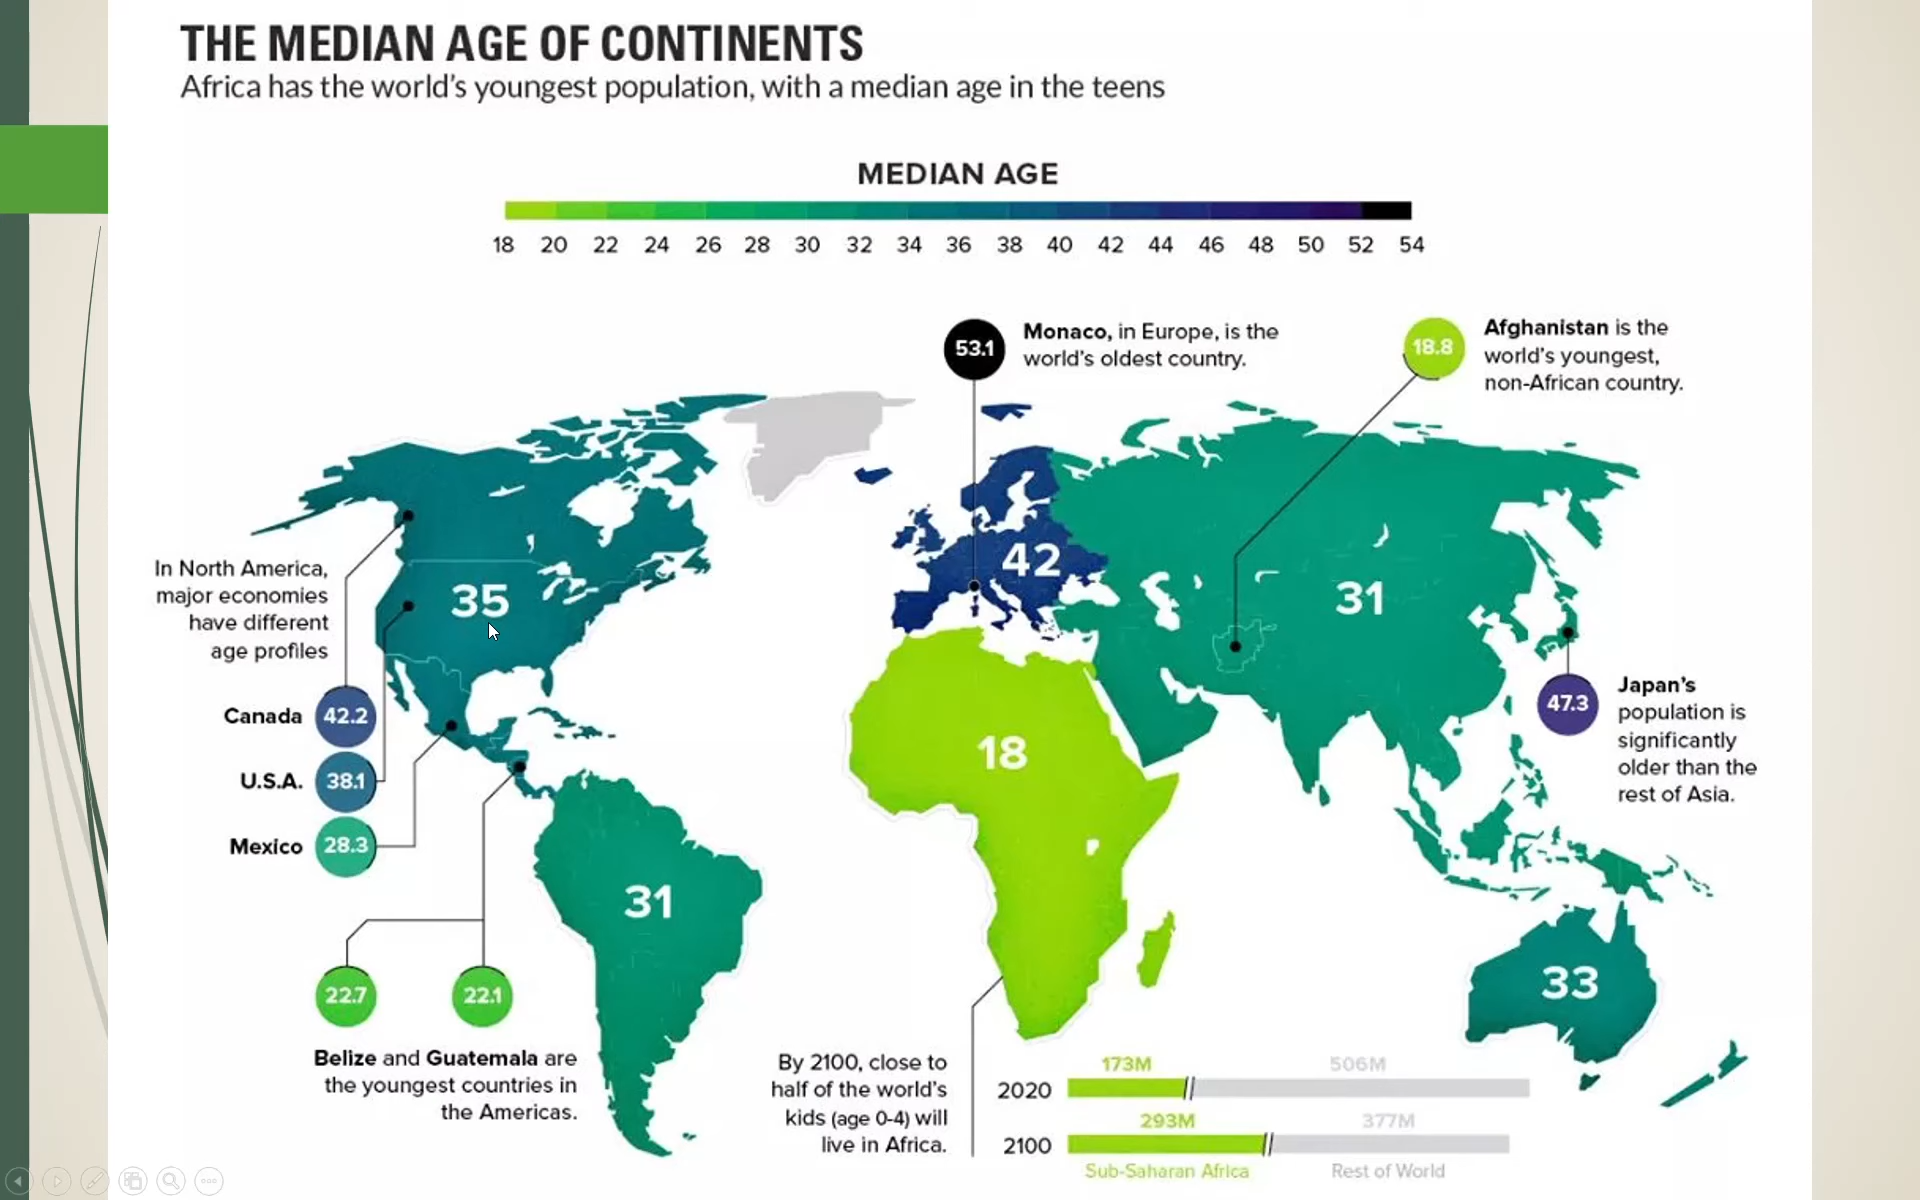 THE MEDIAN AGE OF CONTINENTS
Africa has the world's youngest population, with a median age in the teens
MEDIAN AGE
18 20 22 24 26 28 30 32 34 36 38 40 42 44 46 48 50 52 54
53.1
Monaco, in Europe, is the
world's oldest country.
18.8
Afghanistan is the
world's youngest,
non-African country.
In North America,
major economies
have different
age profiles
Canada 42.2
U.S.A. 38.1
Mexico 28.3
35
42
31
18
31
33
47.3
Japan's
population is
significantly
older than the
rest of Asia.
22.7 22.1
Belize and Guatemala are
the youngest countries in
the Americas.
By 2100, close to
half of the world's
kids (age 0-4) will
live in Africa.
173M 506M
2020
293M 377M
2100
Sub-Saharan Africa Rest of World